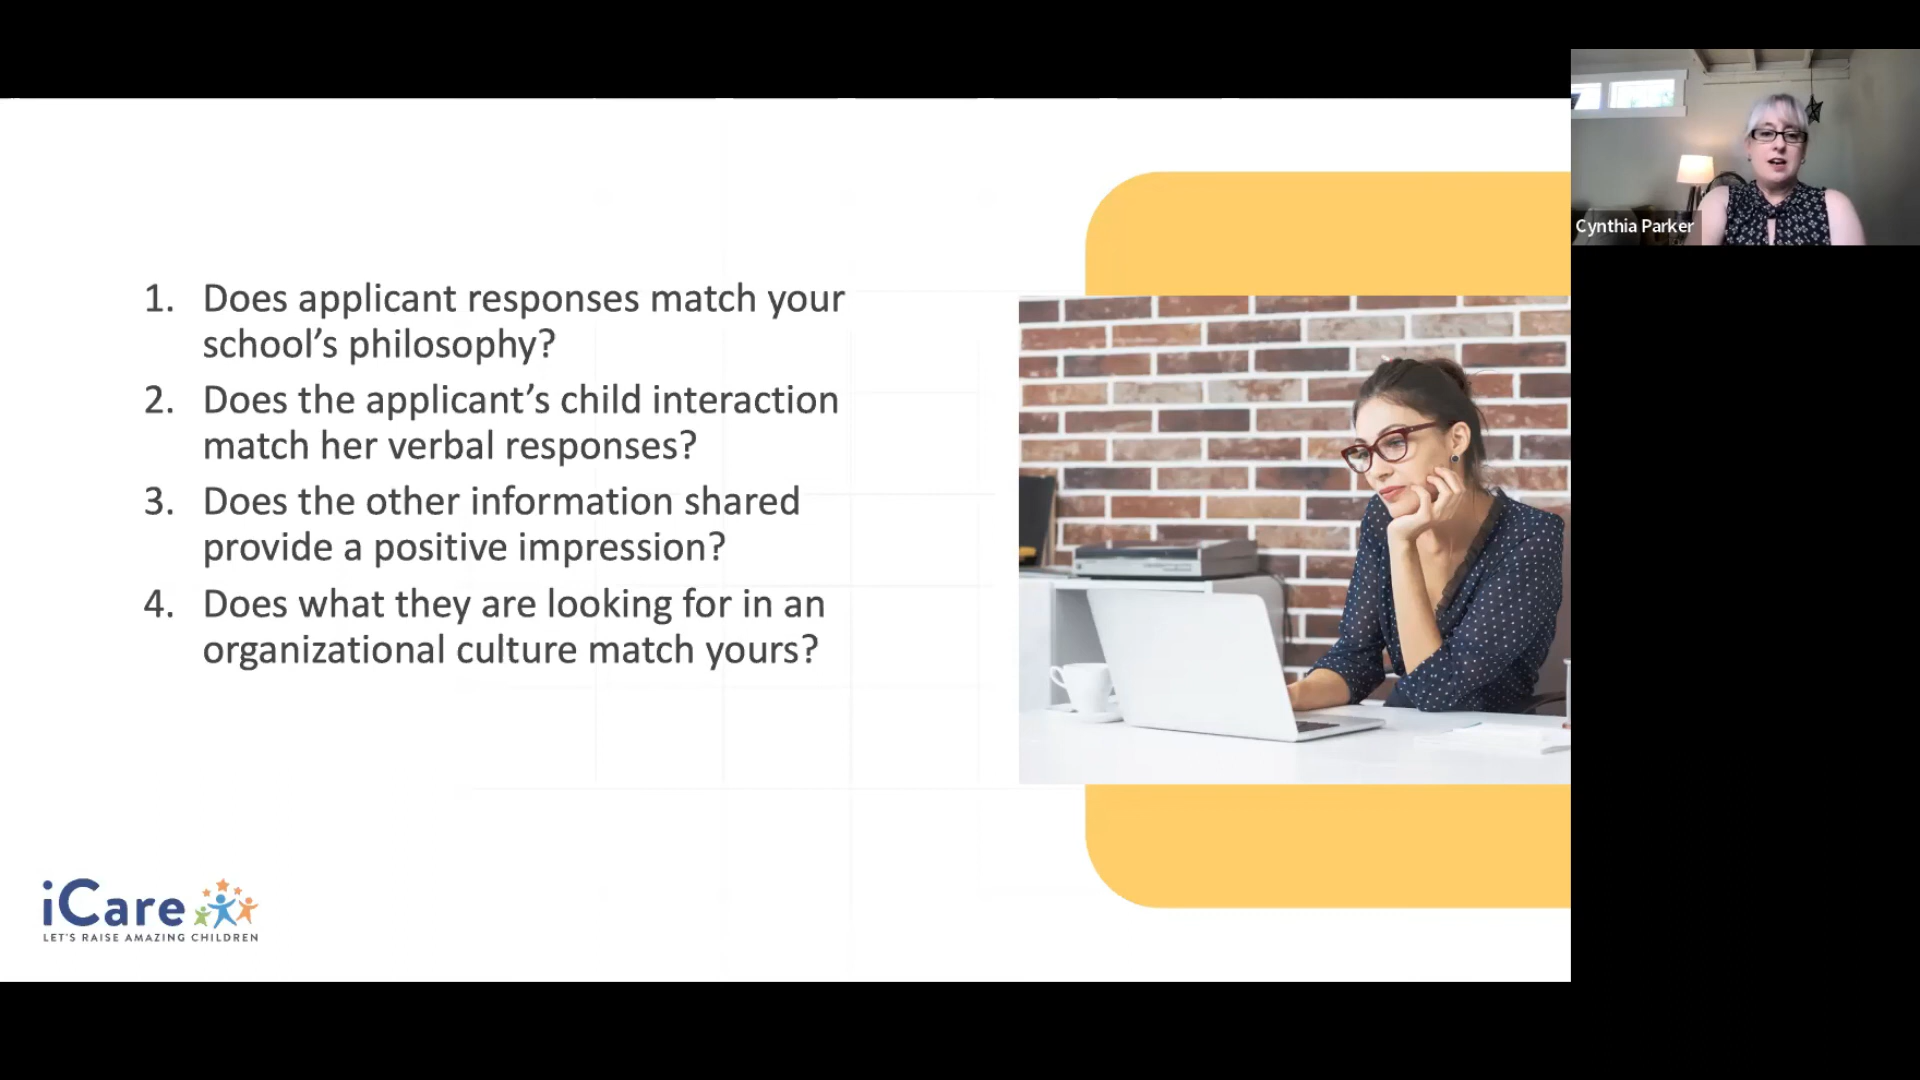 1. Does applicant responses match your
school’s philosophy?
2. Does the applicant’s child interaction
match her verbal responses?
3. Does the other information shared
provide a positive impression?
4. Does what they are looking for in an
organizational culture match yours?
iCare
LET'S RAISE AMAZING CHILDREN
Cynthia Parker